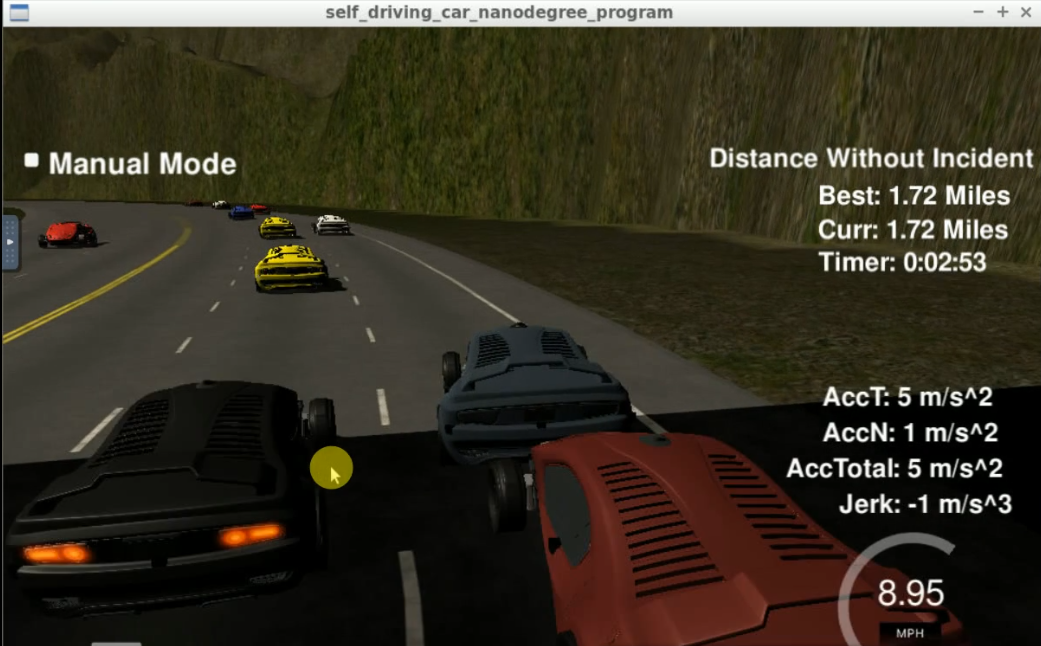 self_driving_car_nanodegree_program
Manual Mode
Distance Without Incident
Best: 1.72 Miles
Curr: 1.72 Miles
Timer: 0:02:53
AccT: 5 m/s^2
AccN: 1 m/s^2
AccTotal: 5 m/s^2
Jerk: -1 m/s^3
8.95
MPH